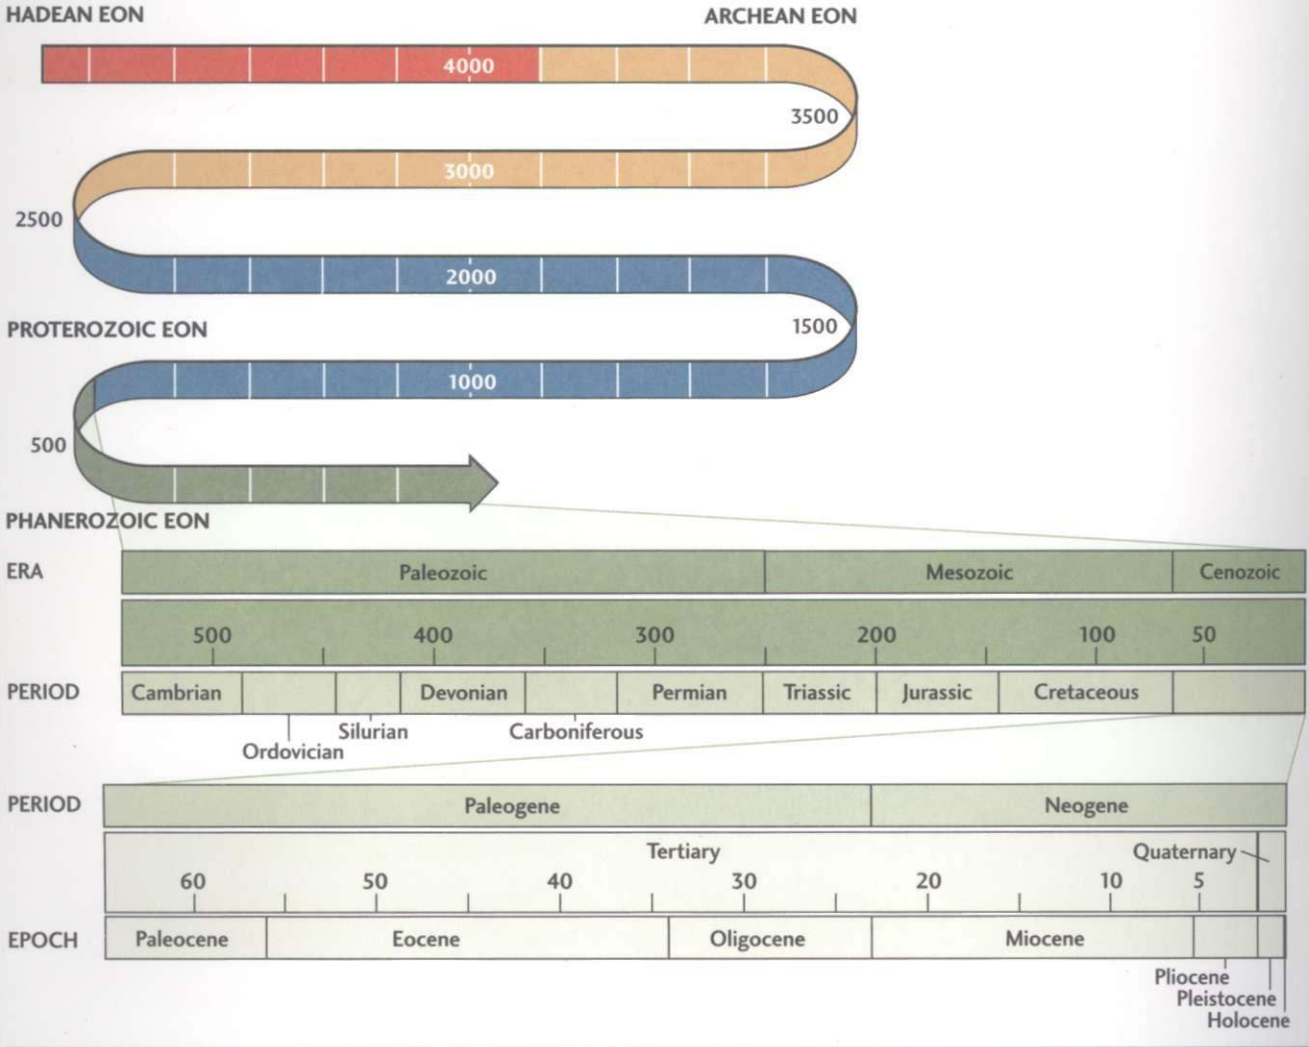 HADEAN EON ARCHEAN EON
4000
3500
3000
2500
2000
PROTEROZOIC EON
1500
1000
500
PHANEROZOIC EON
ERA Paleozoic Mesozoic Cenozoic
500 400 300 200 100 50
PERIOD Cambrian Devonian Permian Triassic Jurassic Cretaceous
Silurian Carboniferous
Ordovician
PERIOD Paleogene Neogene
Tertiary Quaternary
60 50 40 30 20 10 5
EPOCH Paleocene Eocene Oligocene Miocene
Pliocene
Pleistocene
Holocene